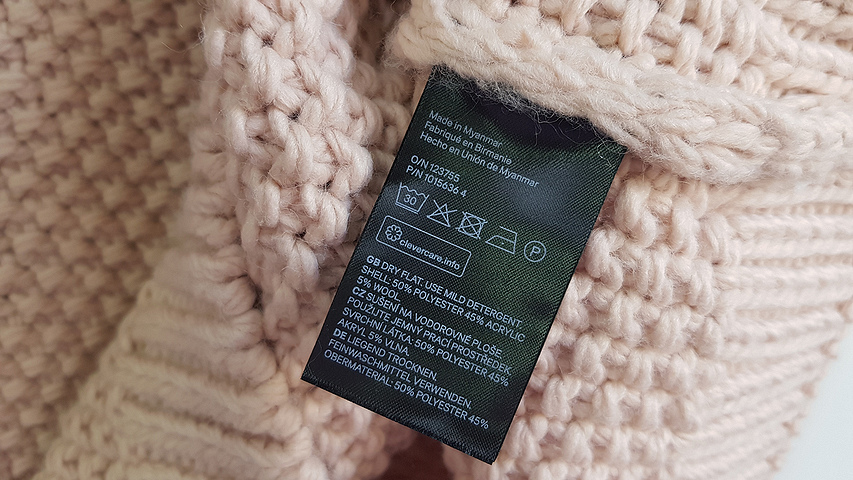 Made in Myanmar
Fabriqué en Birmanie
Hecho en Unión de Myanmar
O/N 123755
P/N 1015636 4
30 P
clevercare.info
GB DRY FLAT. USE MILD DETERGENT.
SHELL: 50% POLYESTER 45% ACRYLIC
5% WOOL
CZ SUŠENÍ NA VODOROVNÉ PLOŠE.
POUŽIJTE JEMNÝ PRACÍ PROSTŘEDEK.
SVRCHNÍ LÁTKA: 50% POLYESTER 45%
AKRYL 5% VLNA.
DE LIEGEND TROCKNEN.
FEINWASCHMITTEL VERWENDEN.
OBERMATERIAL: 50% POLYESTER 45%